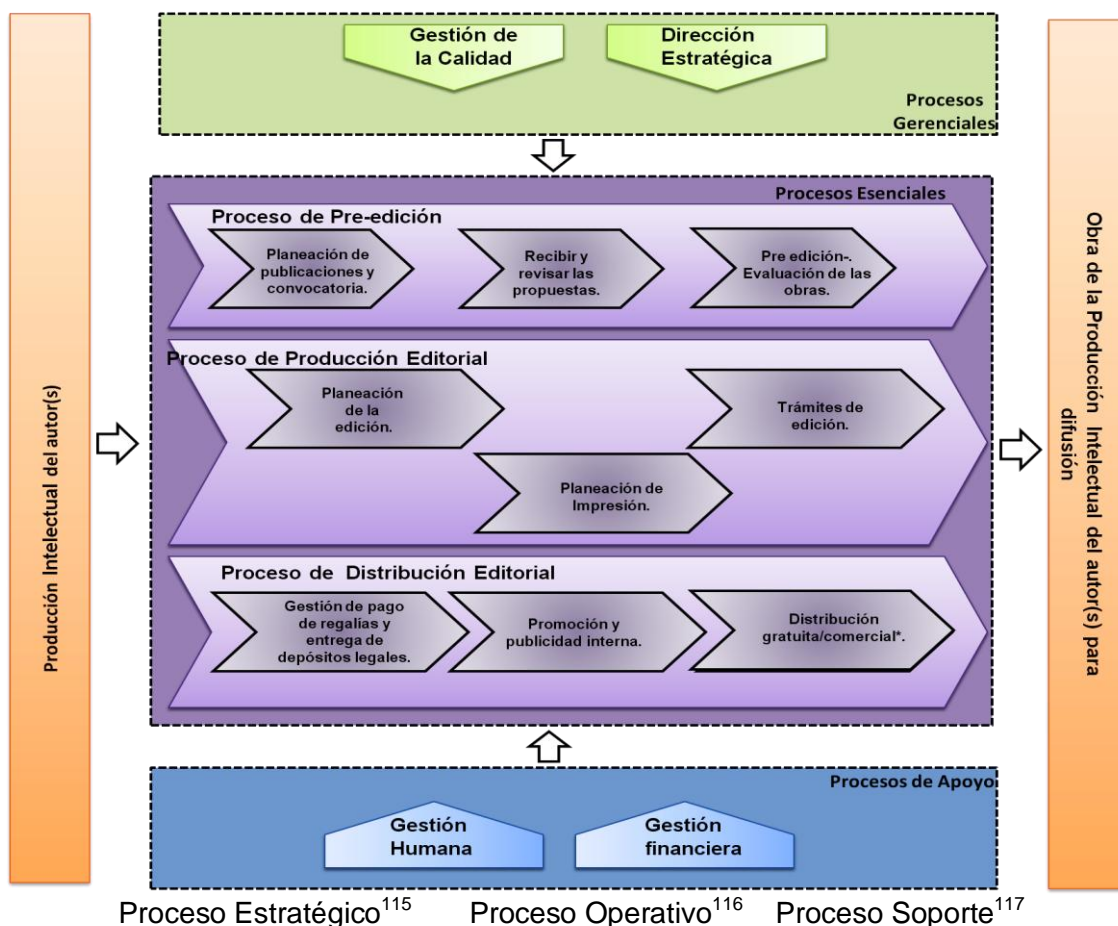 Producción Intelectual del autor(s)
Gestión de
la Calidad
Dirección
Estratégica
Procesos
Gerenciales
Procesos Esenciales
Proceso de Pre-edición
Planeación de
publicaciones y
convocatoria.
Recibir y
revisar las
propuestas.
Pre edición-.
Evaluación de las
obras.
Proceso de Producción Editorial
Planeación
de la
edición.
Trámites de
edición.
Planeación de
Impresión.
Proceso de Distribución Editorial
Gestión de pago
de regalías y
entrega de
depósitos legales.
Promoción y
publicidad interna.
Distribución
gratuita/comercial*.
Procesos de Apoyo
Gestión
Humana
Gestión
financiera
Obra de la Producción Intelectual del autor(s) para
difusión
Proceso Estratégico115 Proceso Operativo116 Proceso Soporte117